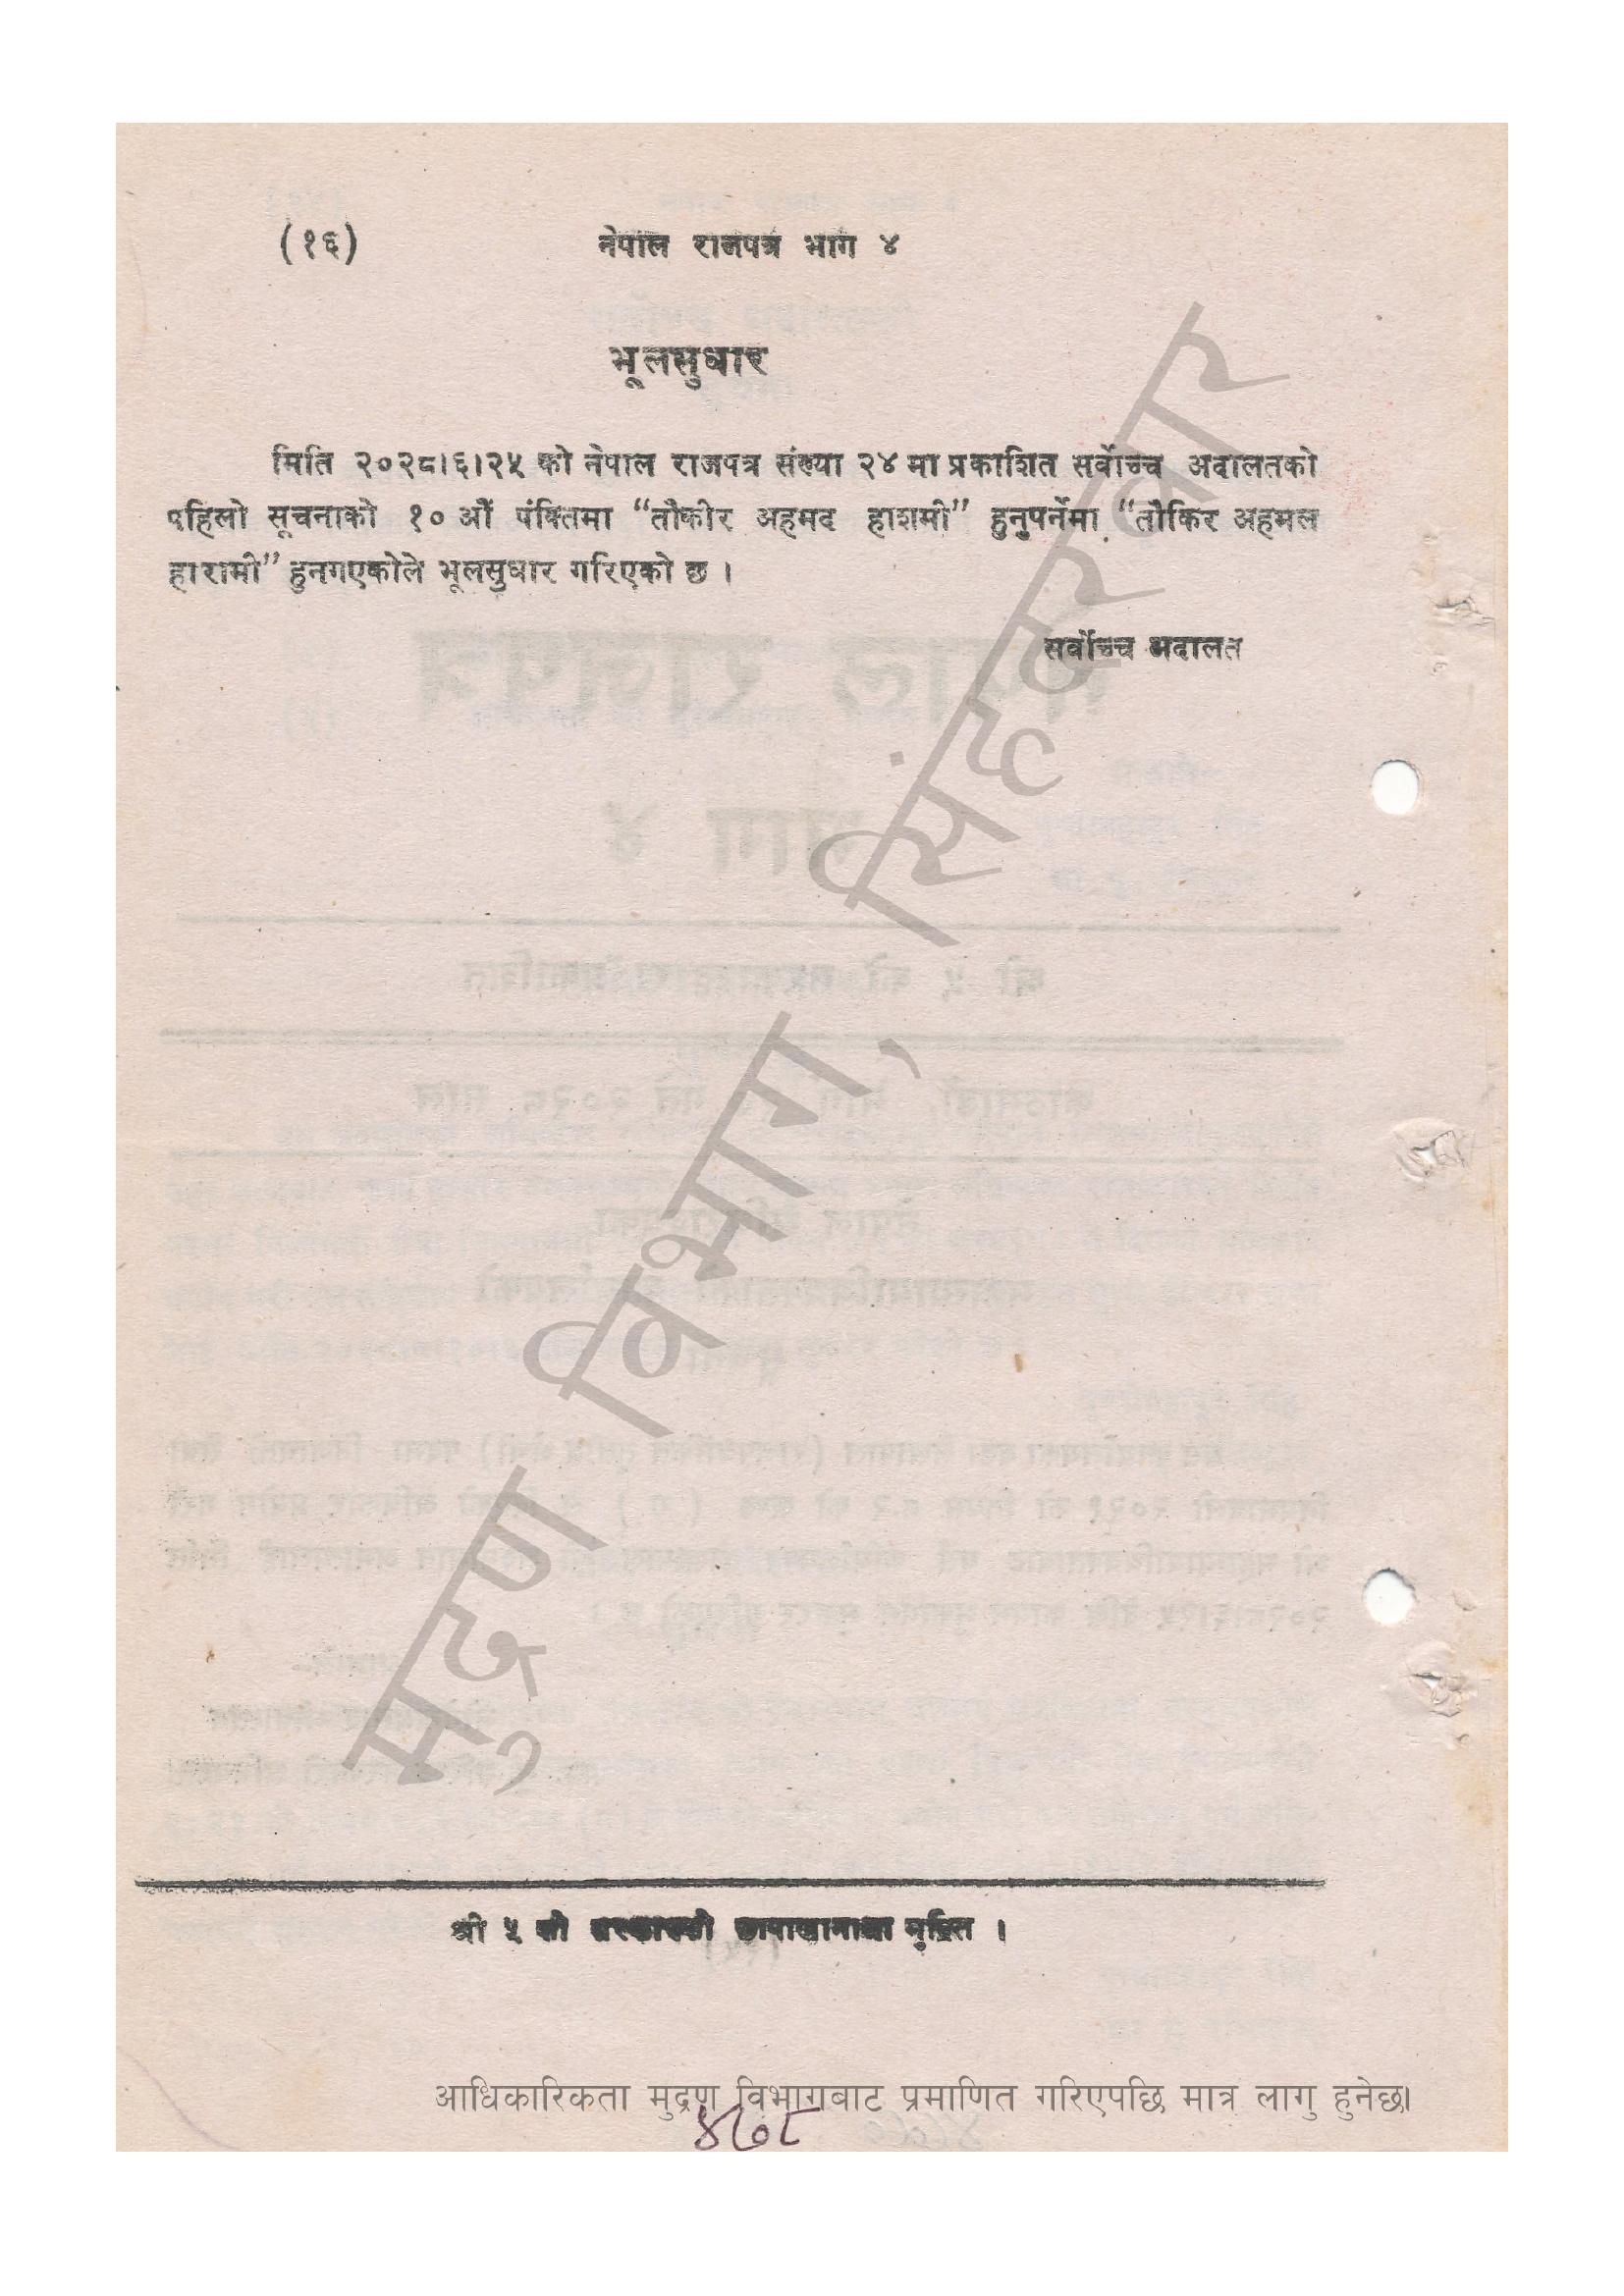 (१६)
नेपाल राजपत्र भाग ४
भूलसुधार
मिति २०२८।६।२५ को नेपाल राजपत्र संख्या २४ मा प्रकाशित सर्वोच्च अदालतको
पहिलो सूचनाको १० औं पंक्तिमा “तौकीर अहमद हाशमी” हुनुपर्नेमा “तौकिर अहमल
हारामी” हुनगएकोले भूलसुधार गरिएको छ ।
सर्वोच्च अदालत
मुद्रण विभाग, सिंहदरबार
श्री ५ को सरकारको छापाखानामा मुद्रित ।
आधिकारिकता मुद्रण विभागबाट प्रमाणित गरिएपछि मात्र लागु हुनेछ।
४७८